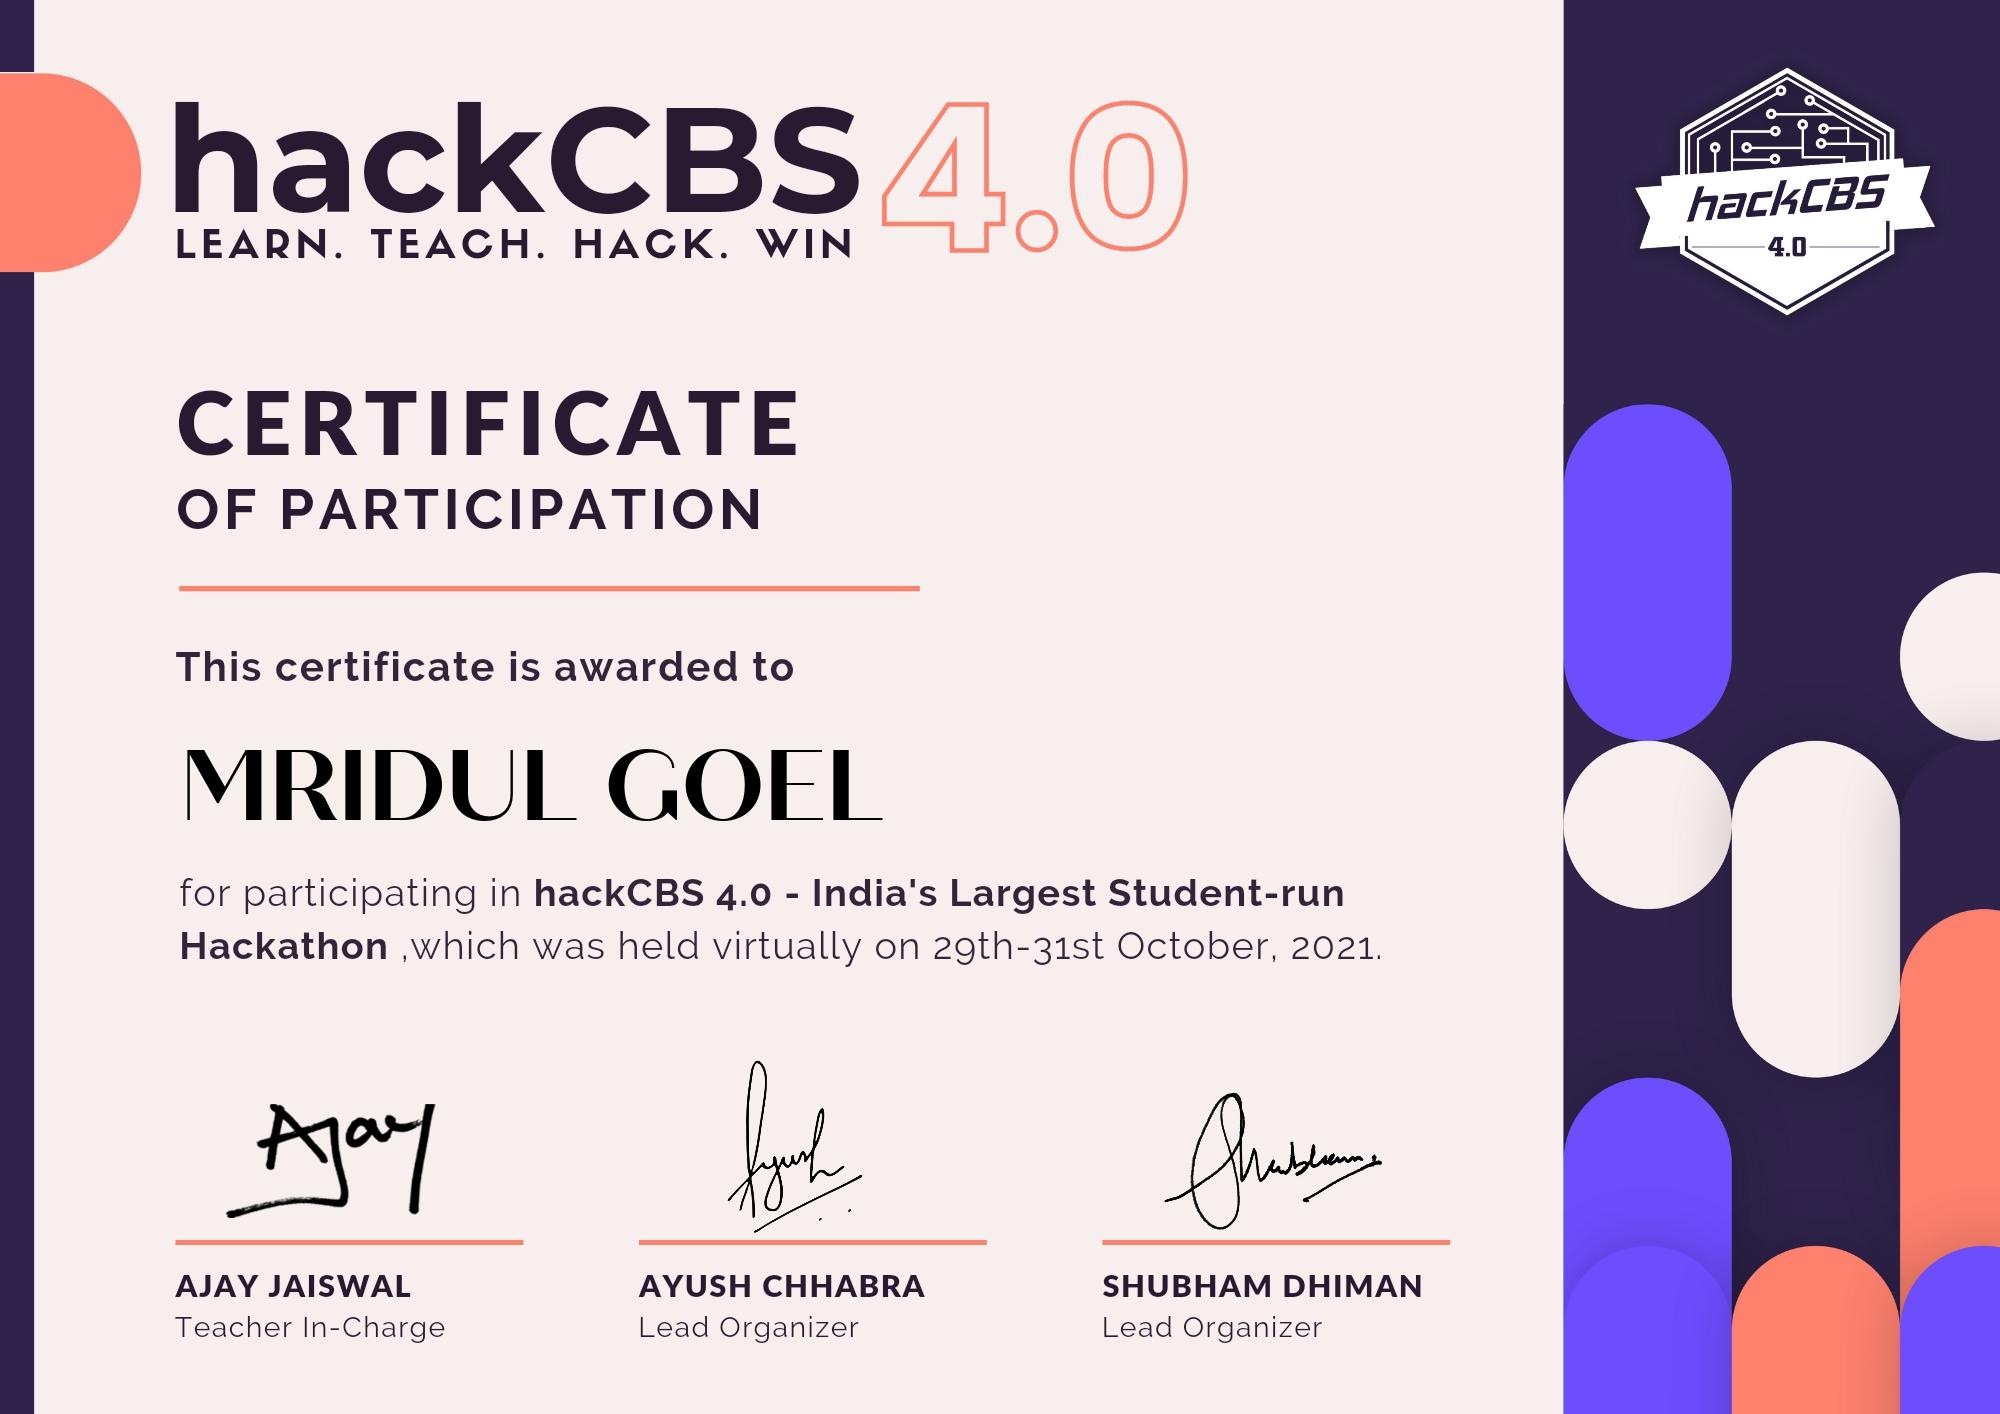 hackCBS 4.0
LEARN. TEACH. HACK. WIN
hackCBS
4.0
CERTIFICATE
OF PARTICIPATION
This certificate is awarded to
MRIDUL GOEL
for participating in hackCBS 4.0 - India's Largest Student-run
Hackathon ,which was held virtually on 29th-31st October, 2021.
Ajay
Ayush
Shubham
AJAY JAISWAL
Teacher In-Charge
AYUSH CHHABRA
Lead Organizer
SHUBHAM DHIMAN
Lead Organizer